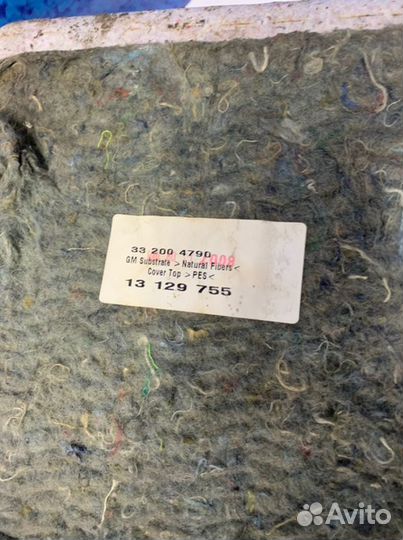 33 200 4790
GM Substrate > Natural Fibers <
Cover Top > PES <
13 129 755
Avito